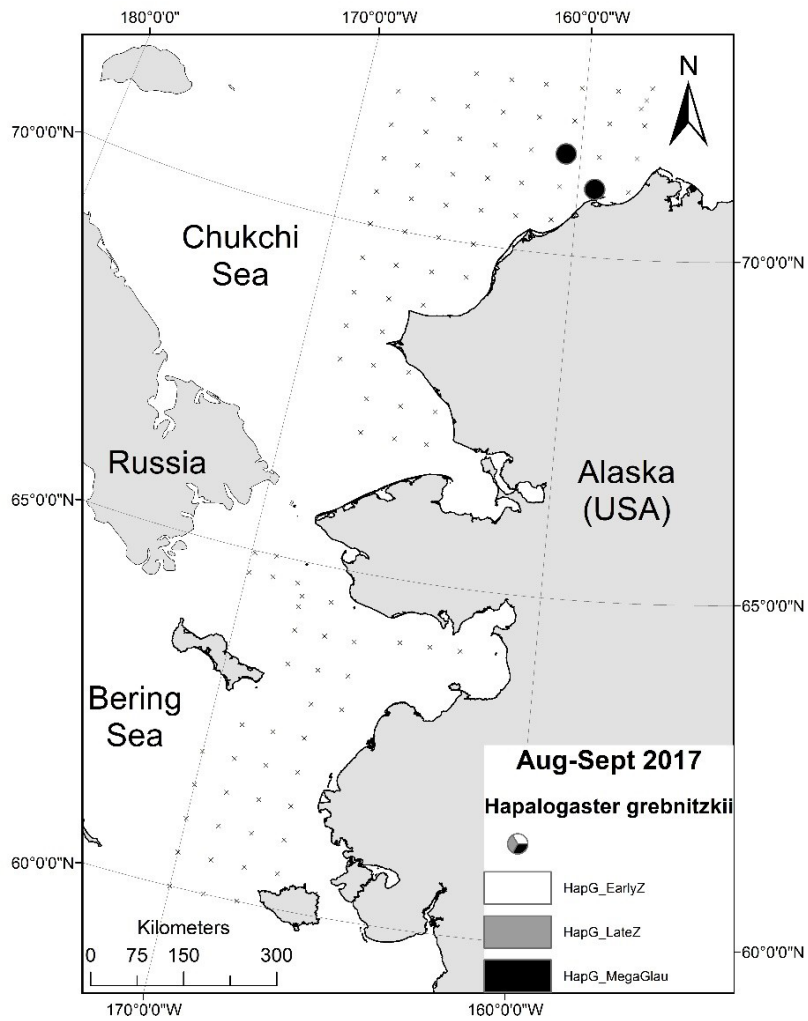 180°0'0"
170°0'0"W
160°0'0"W
N
70°0'0"N
Chukchi
Sea
70°0'0"N
Russia
Alaska
(USA)
65°0'0"N
65°0'0"N
Bering
Sea
Aug-Sept 2017
Hapalogaster grebnitzkii
60°0'0"N
HapG_EarlyZ
Kilometers
HapG_LateZ
0 75 150 300
60°0'0"N
HapG_MegaGlau
170°0'0"W
160°0'0"W